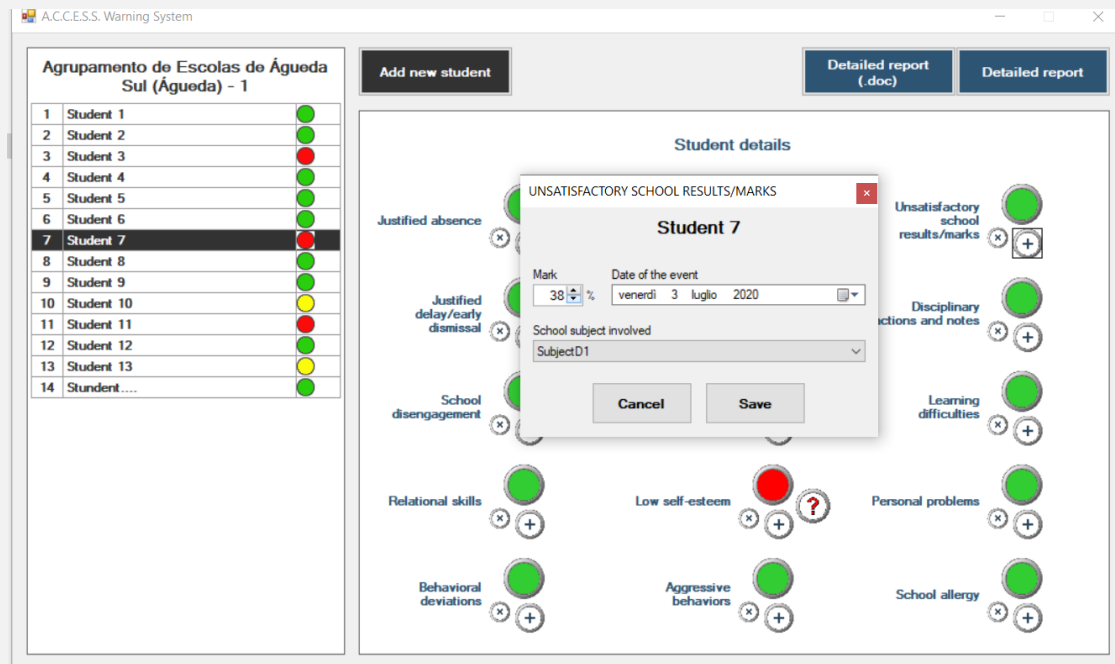 A.C.C.E.S.S. Warning System
Agrupamento de Escolas de Águeda
Sul (Águeda) - 1
1 Student 1
2 Student 2
3 Student 3
4 Student 4
5 Student 5
6 Student 6
7 Student 7
8 Student 8
9 Student 9
10 Student 10
11 Student 11
12 Student 12
13 Student 13
14 Stundent....
Add new student
Detailed report
(.doc)
Detailed report
Student details
Justified absence
Justified
delay/early
dismissal
School
disengagement
Relational skills
Behavioral
deviations
UNSATISFACTORY SCHOOL RESULTS/MARKS
Student 7
Mark
38 %
Date of the event
venerdì 3 luglio 2020
School subject involved
SubjectD1
Cancel
Save
Low self-esteem
?
Aggressive
behaviors
Unsatisfactory
school
results/marks
Disciplinary
ctions and notes
Learning
difficulties
Personal problems
School allergy